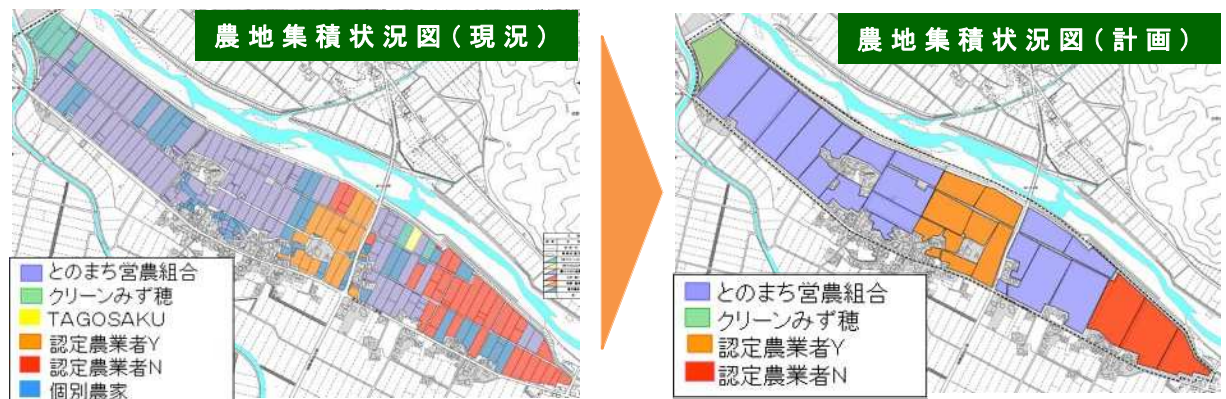 農地集積状況図(現況)
とのまち営農組合
クリーンみず穂
TAGOSAKU
認定農業者Y
認定農業者N
個別農家
農地集積状況図(計画)
とのまち営農組合
クリーンみず穂
認定農業者Y
認定農業者N